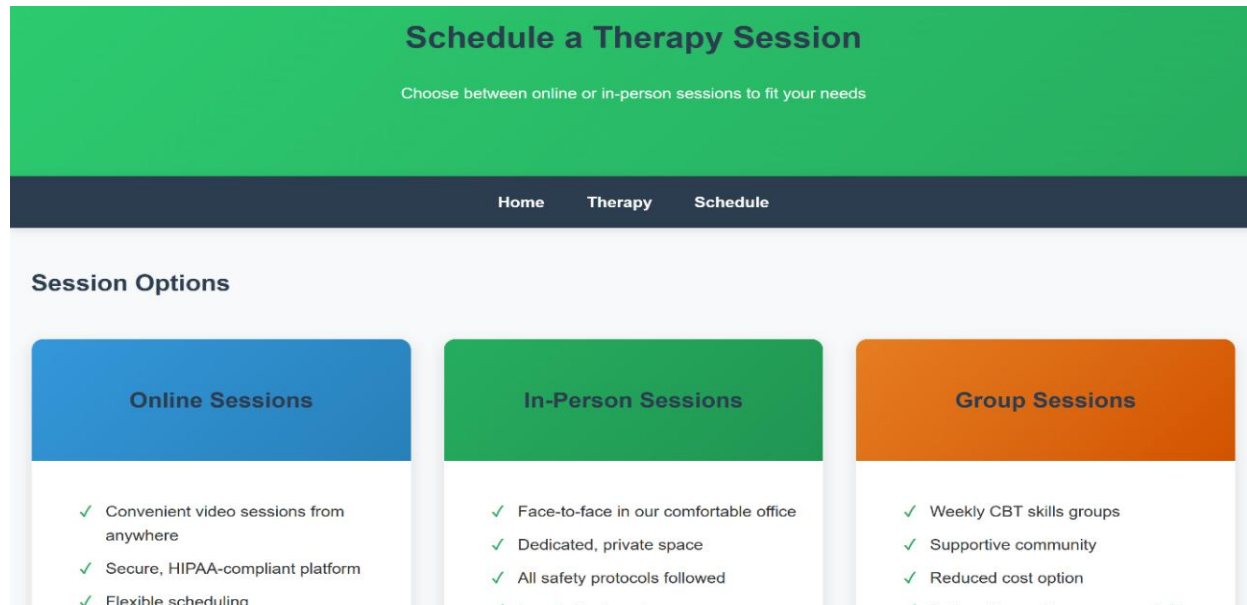 Schedule a Therapy Session
Choose between online or in-person sessions to fit your needs
Home Therapy Schedule
Session Options
Online Sessions
✓ Convenient video sessions from
anywhere
✓ Secure, HIPAA-compliant platform
✓ Flexible scheduling
In-Person Sessions
✓ Face-to-face in our comfortable office
✓ Dedicated, private space
✓ All safety protocols followed
Group Sessions
✓ Weekly CBT skills groups
✓ Supportive community
✓ Reduced cost option